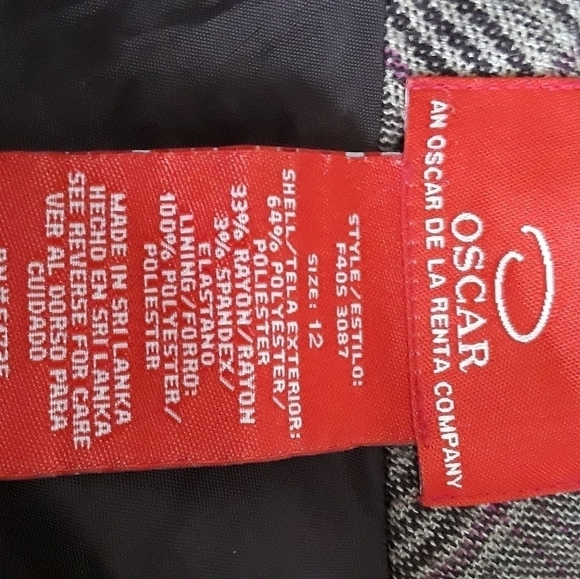 OSCAR
AN OSCAR DE LA RENTA COMPANY
STYLE/ESTILO:
F40S 3087
SIZE: 12
SHELL/TELA EXTERIOR:
64% POLYESTER/
POLIESTER
33% RAYON/RAYON
3% SPANDEX/
ELASTANO
LINING/FORRO:
100% POLYESTER/
POLIESTER
MADE IN SRI LANKA
HECHO EN SRI LANKA
SEE REVERSE FOR CARE
VER AL DORSO PARA
CUIDADO